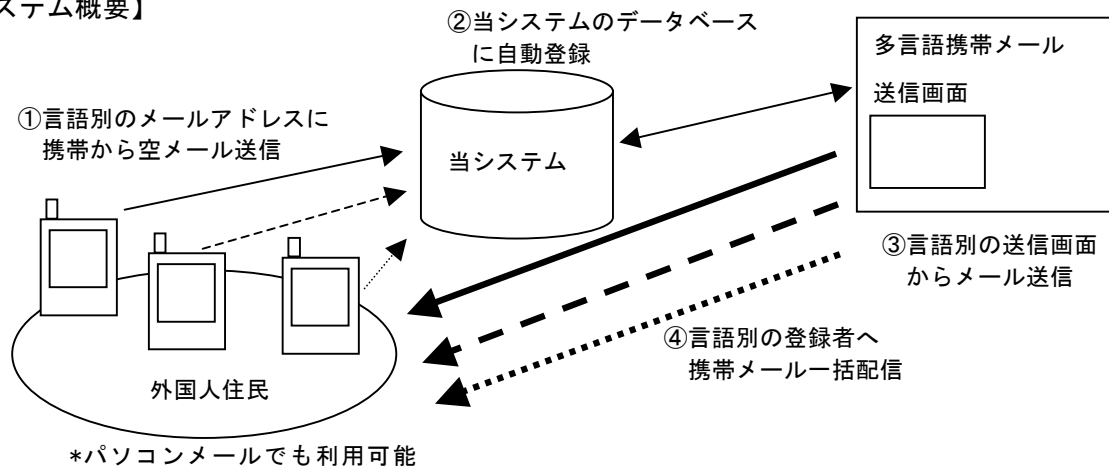 ステム概要】
②当システムのデータベース
に自動登録
多言語携帯メール
送信画面
①言語別のメールアドレスに
携帯から空メール送信
当システム
③言語別の送信画面
からメール送信
④言語別の登録者へ
携帯メール一括配信
外国人住民
*パソコンメールでも利用可能